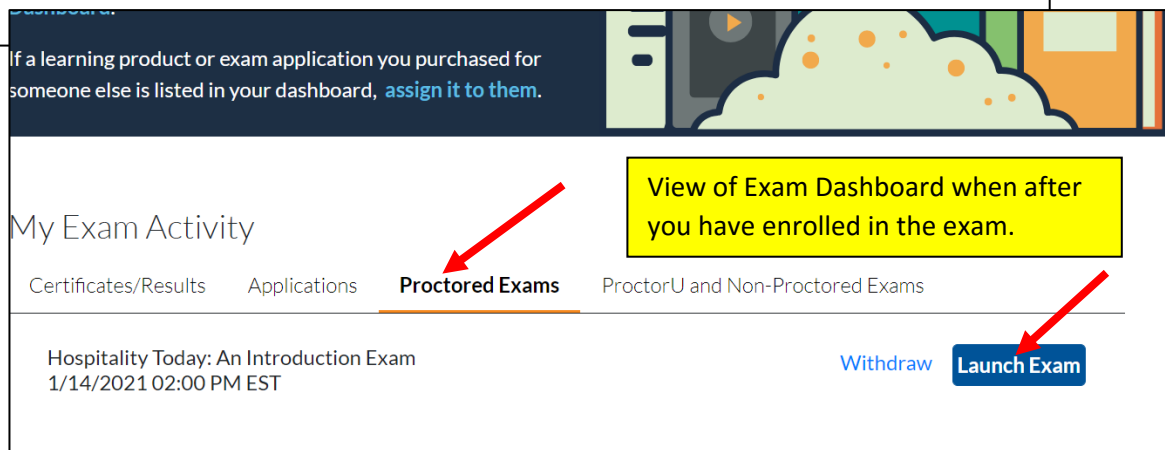 Dashboard.
If a learning product or exam application you purchased for
someone else is listed in your dashboard, assign it to them.
View of Exam Dashboard when after
you have enrolled in the exam.
My Exam Activity
Certificates/Results Applications Proctored Exams ProctorU and Non-Proctored Exams
Hospitality Today: An Introduction Exam
1/14/2021 02:00 PM EST
Withdraw Launch Exam